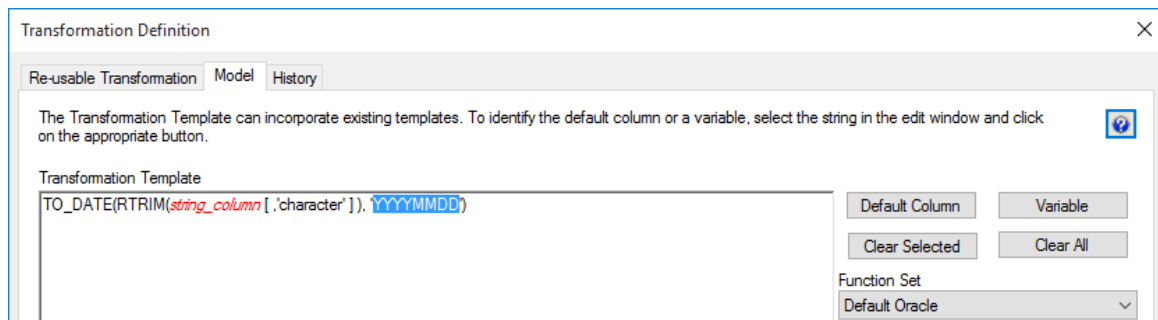 Transformation Definition
Re-usable Transformation Model History
The Transformation Template can incorporate existing templates. To identify the default column or a variable, select the string in the edit window and click
on the appropriate button.
Transformation Template
TO_DATE(RTRIM(string_column [ ,'character' ] ), 'YYYYMMDD')
Default Column Variable
Clear Selected Clear All
Function Set
Default Oracle